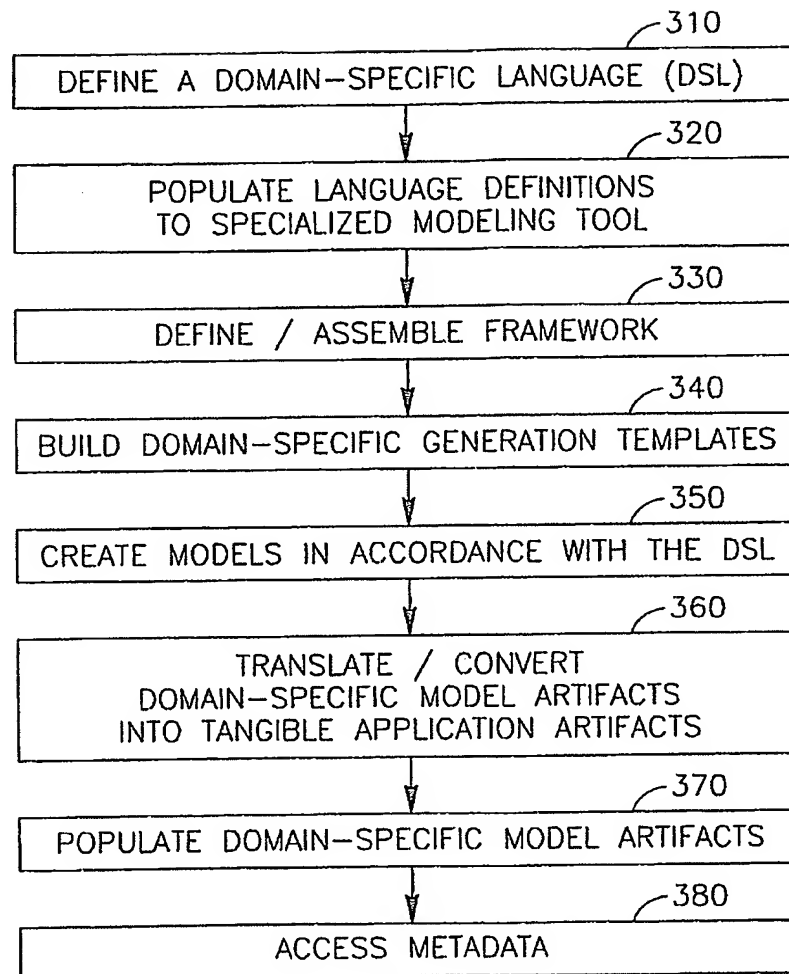 310
DEFINE A DOMAIN-SPECIFIC LANGUAGE (DSL)
320
POPULATE LANGUAGE DEFINITIONS
TO SPECIALIZED MODELING TOOL
330
DEFINE / ASSEMBLE FRAMEWORK
340
BUILD DOMAIN-SPECIFIC GENERATION TEMPLATES
350
CREATE MODELS IN ACCORDANCE WITH THE DSL
360
TRANSLATE / CONVERT
DOMAIN-SPECIFIC MODEL ARTIFACTS
INTO TANGIBLE APPLICATION ARTIFACTS
370
POPULATE DOMAIN-SPECIFIC MODEL ARTIFACTS
380
ACCESS METADATA